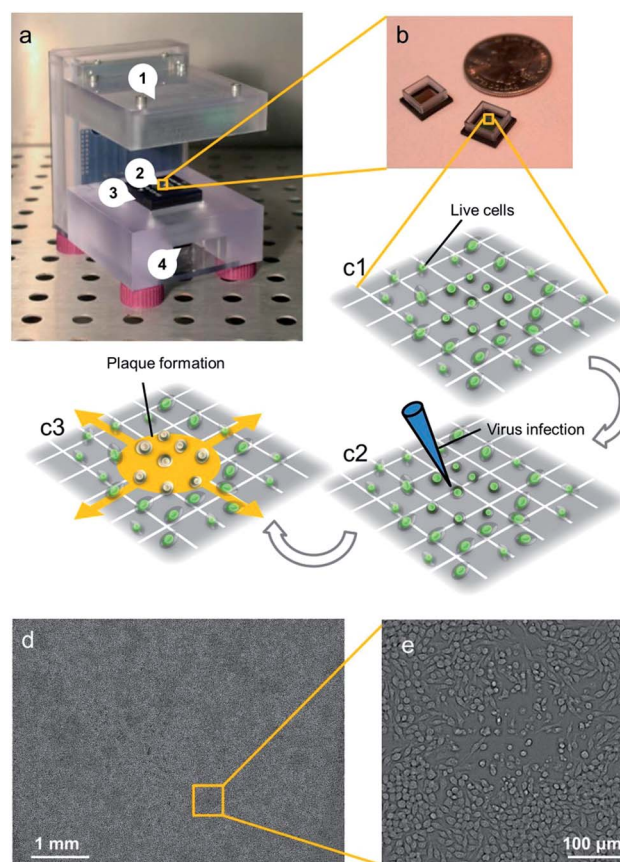 a
1
2
3
4
b
Live cells
c1
Plaque formation
c3
Virus infection
c2
d
1 mm
e
100 µm